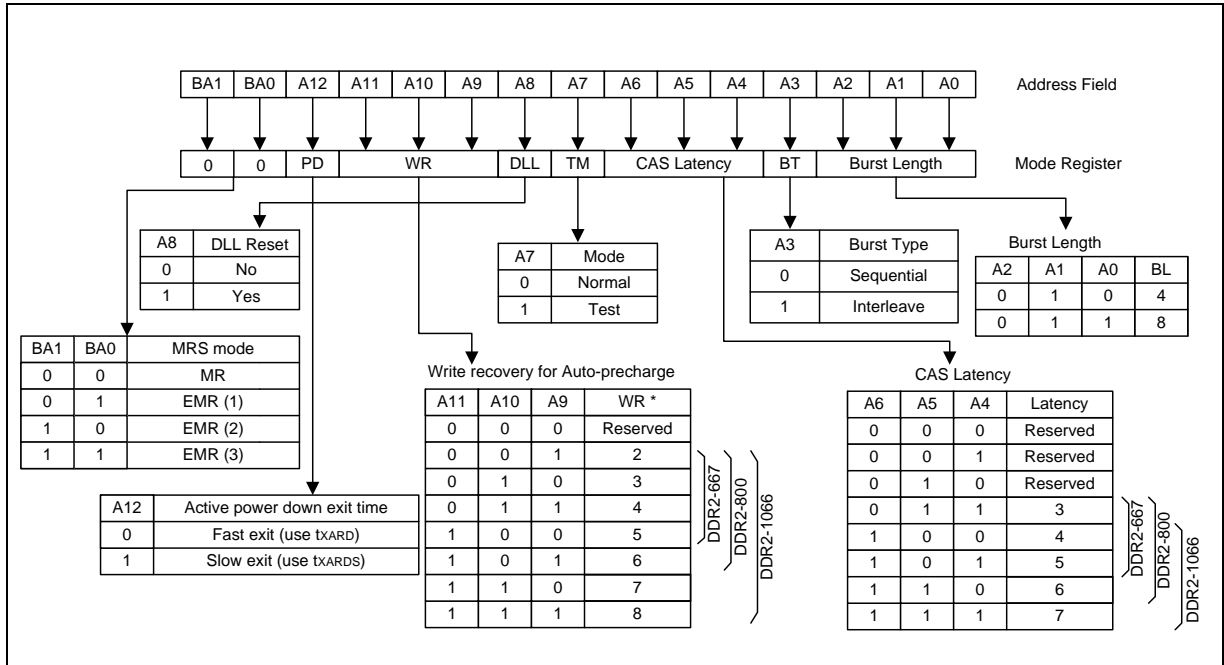 BA1 BA0 A12 A11 A10 A9 A8 A7 A6 A5 A4 A3 A2 A1 A0 Address Field
0 0 PD WR DLL TM CAS Latency BT Burst Length Mode Register
A8 DLL Reset
0 No
1 Yes
A7 Mode
0 Normal
1 Test
A3 Burst Type
0 Sequential
1 Interleave
Burst Length
A2 A1 A0 BL
0 1 0 4
0 1 1 8
BA1 BA0 MRS mode
0 0 MR
0 1 EMR (1)
1 0 EMR (2)
1 1 EMR (3)
A12 Active power down exit time
0 Fast exit (use tXARD)
1 Slow exit (use tXARDS)
Write recovery for Auto-precharge
A11 A10 A9 WR *
0 0 0 Reserved
0 0 1 2
0 1 0 3
0 1 1 4
1 0 0 5
1 0 1 6
1 1 0 7
1 1 1 8
DDR2-667
DDR2-800
DDR2-1066
CAS Latency
A6 A5 A4 Latency
0 0 0 Reserved
0 0 1 Reserved
0 1 0 Reserved
0 1 1 3
1 0 0 4
1 0 1 5
1 1 0 6
1 1 1 7
DDR2-667
DDR2-800
DDR2-1066